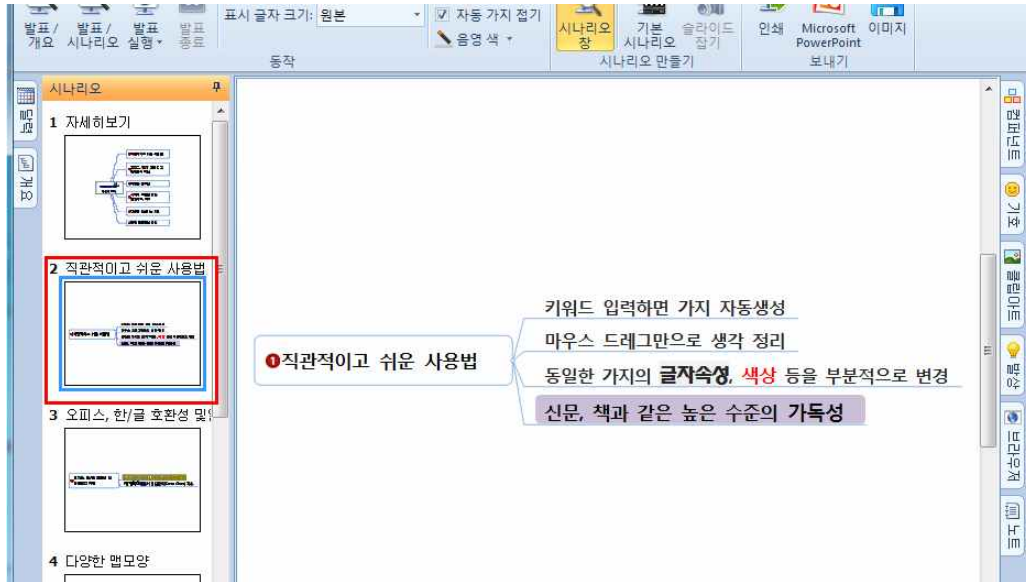 발표/ 개요
발표/ 시나리오
발표 실행
발표 종료
표시 글자 크기: 원본
자동 가지 접기
음영 색
동작
시나리오 창
기본 시나리오
슬라이드 잡기
시나리오 만들기
인쇄
Microsoft PowerPoint
이미지
보내기
달력
개요
시나리오
1 자세히보기
2 직관적이고 쉬운 사용법
3 오피스, 한/글 호환성 및
4 다양한 맵모양
❶직관적이고 쉬운 사용법
키워드 입력하면 가지 자동생성
마우스 드레그만으로 생각 정리
동일한 가지의 글자속성, 색상 등을 부분적으로 변경
신문, 책과 같은 높은 수준의 가독성
컴퍼넌트
기호
클립아트
발상
브라우저
노트